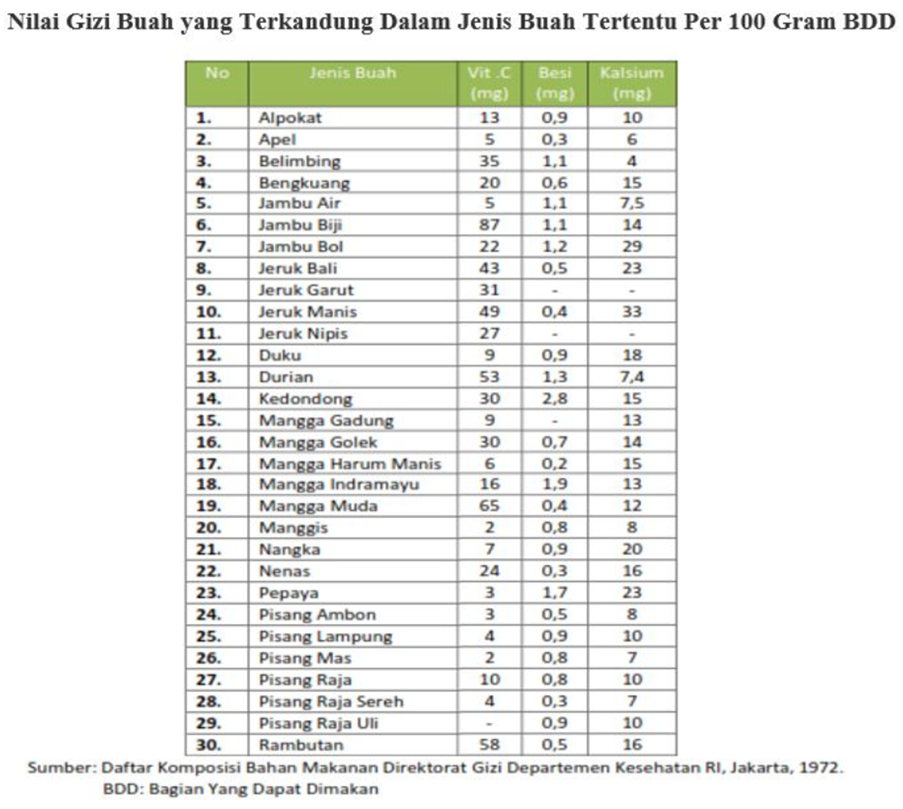 Nilai Gizi Buah yang Terkandung Dalam Jenis Buah Tertentu Per 100 Gram BDD
No Jenis Buah Vit .C (mg) Besi (mg) Kalsium (mg)
1. Alpokat 13 0,9 10
2. Apel 5 0,3 6
3. Belimbing 35 1,1 4
4. Bengkuang 20 0,6 15
5. Jambu Air 5 1,1 7,5
6. Jambu Biji 87 1,1 14
7. Jambu Bol 22 1,2 29
8. Jeruk Bali 43 0,5 23
9. Jeruk Garut 31 - -
10. Jeruk Manis 49 0,4 33
11. Jeruk Nipis 27 - -
12. Duku 9 0,9 18
13. Durian 53 1,3 7,4
14. Kedondong 30 2,8 15
15. Mangga Gadung 9 - 13
16. Mangga Golek 30 0,7 14
17. Mangga Harum Manis 6 0,2 15
18. Mangga Indramayu 16 1,9 13
19. Mangga Muda 65 0,4 12
20. Manggis 2 0,8 8
21. Nangka 7 0,9 20
22. Nenas 24 0,3 16
23. Pepaya 3 1,7 23
24. Pisang Ambon 3 0,5 8
25. Pisang Lampung 4 0,9 10
26. Pisang Mas 2 0,8 7
27. Pisang Raja 10 0,8 10
28. Pisang Raja Sereh 4 0,3 7
29. Pisang Raja Uli - 0,9 10
30. Rambutan 58 0,5 16
Sumber: Daftar Komposisi Bahan Makanan Direktorat Gizi Departemen Kesehatan RI, Jakarta, 1972.
BDD: Bagian Yang Dapat Dimakan